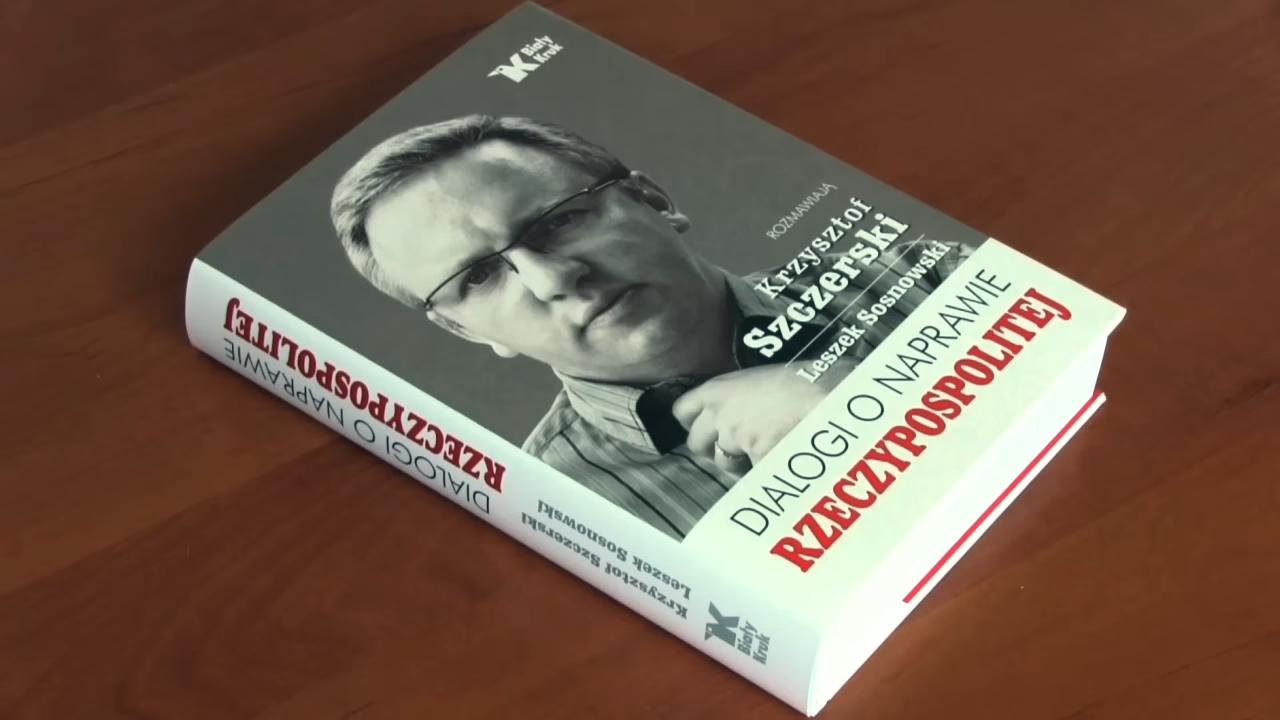 Biały
Kruk
ROZMAWIAJĄ
Krzysztof
Szczerski
Leszek Sosnowski
DIALOGI O NAPRAWIE
RZECZYPOSPOLITEJ
DIALOGI O NAPRAWIE
RZECZYPOSPOLITEJ
Krzysztof Szczerski
Leszek Sosnowski
Biały
Kruk